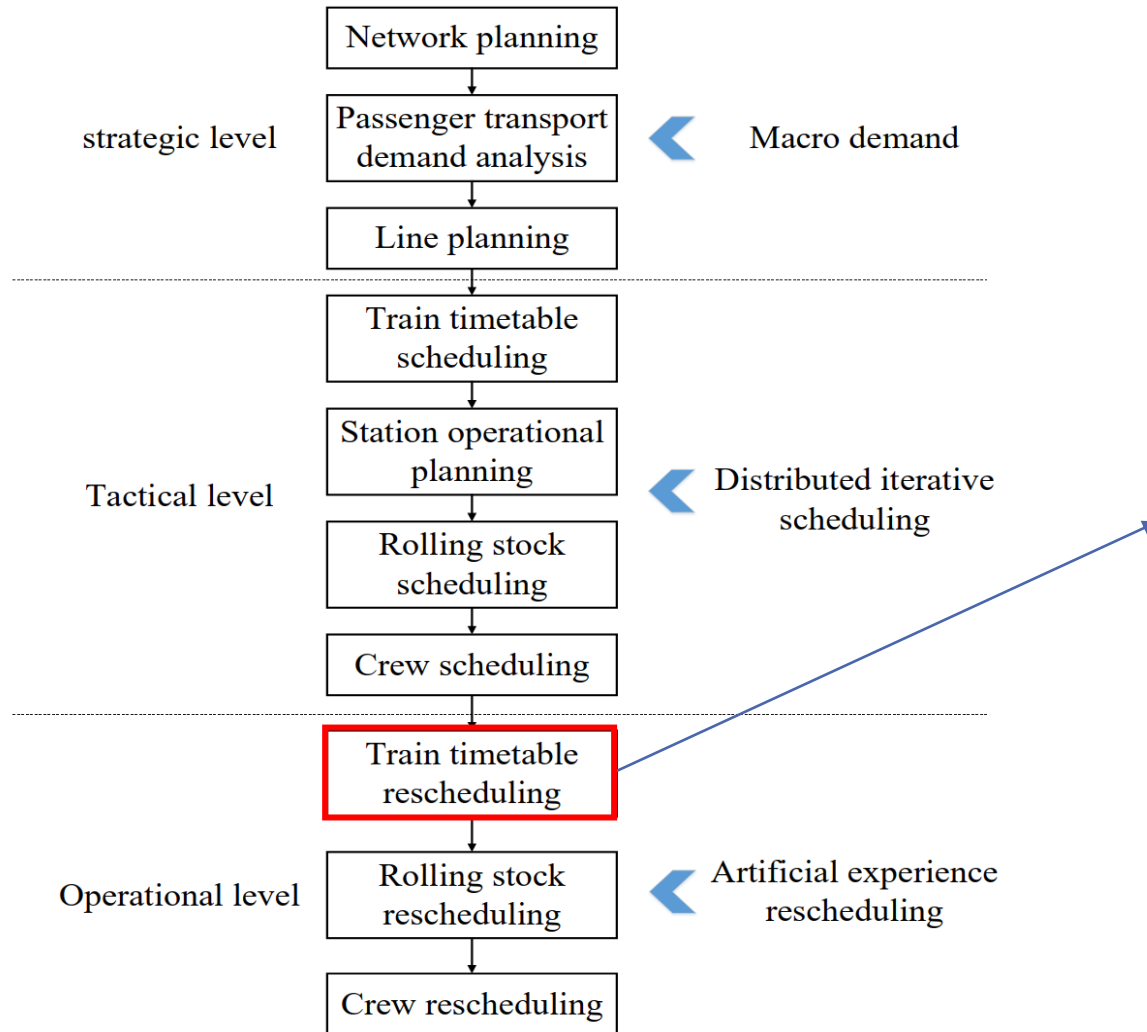 Network planning
strategic level
Passenger transport
demand analysis
Macro demand
Line planning
Train timetable
scheduling
Tactical level
Station operational
planning
Distributed iterative
scheduling
Rolling stock
scheduling
Crew scheduling
Train timetable
rescheduling
Operational level
Rolling stock
rescheduling
Artificial experience
rescheduling
Crew rescheduling